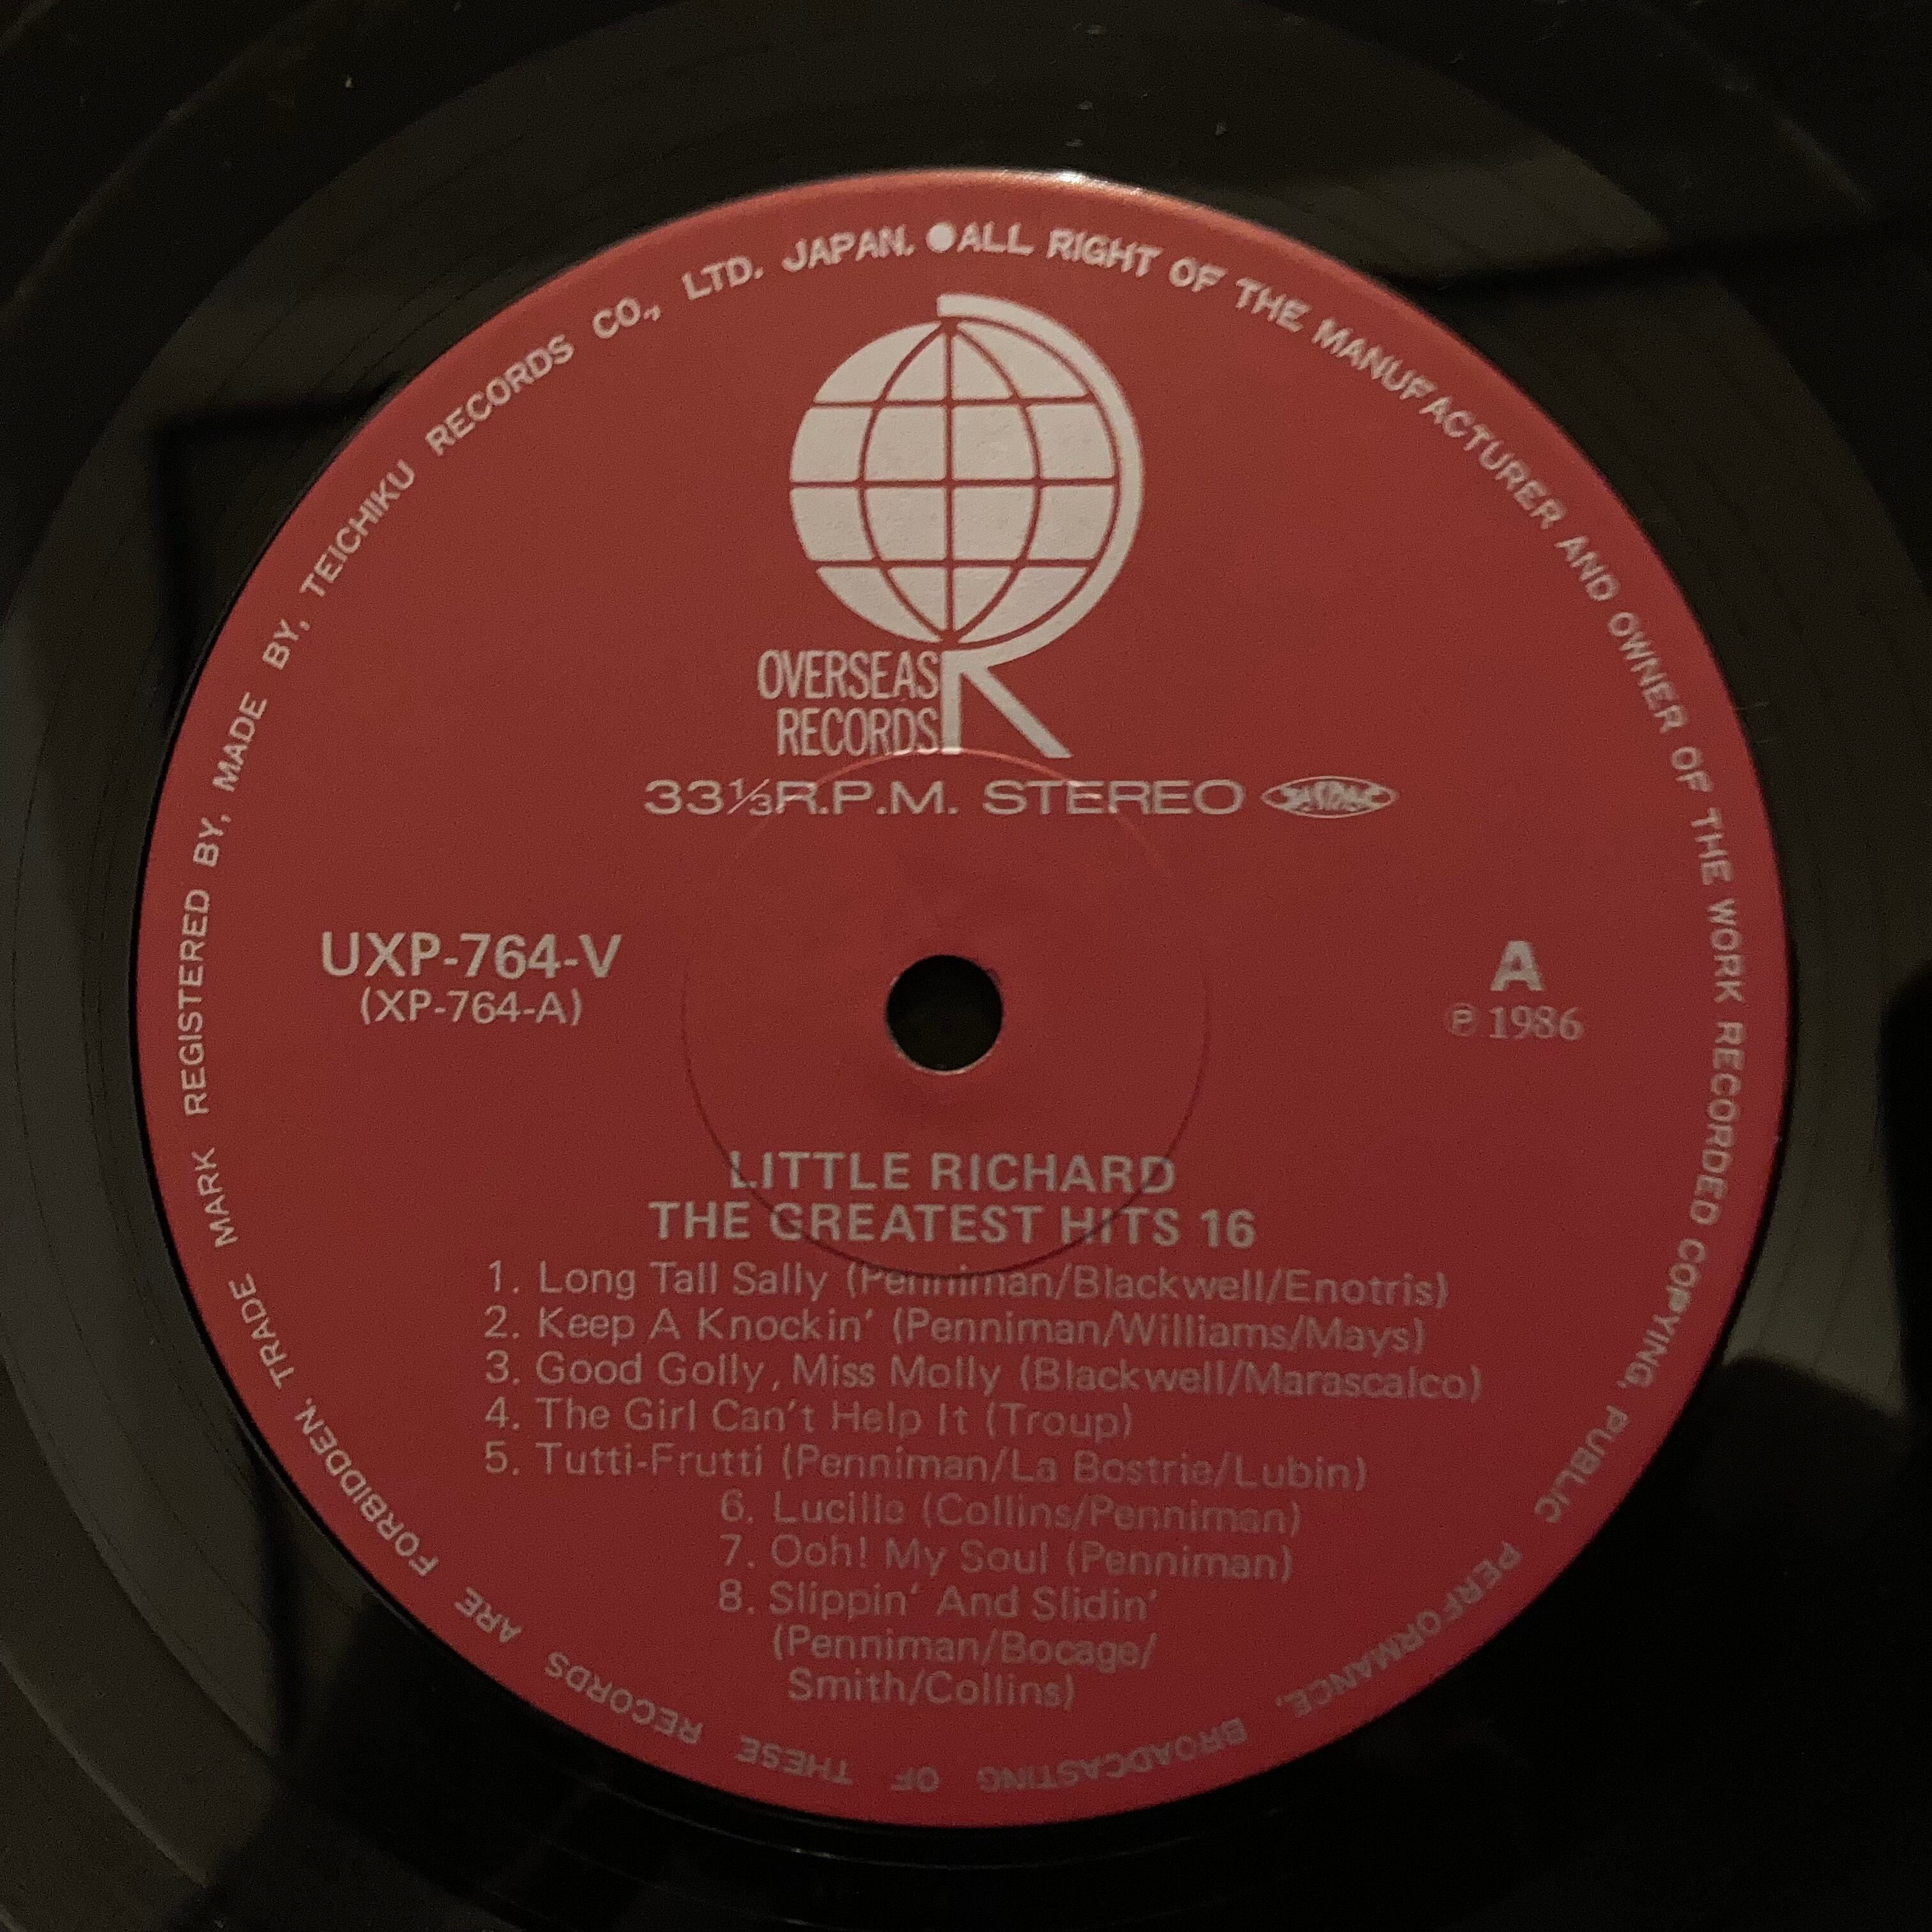 TRADE MARK REGISTERED BY, MADE BY, TEICHIKU RECORDS CO., LTD. JAPAN. ●ALL RIGHT OF THE MANUFACTURER AND OWNER OF THE WORK RECORDED COPYING, PUBLIC PERFORMANCE, BROADCASTING OF THESE RECORDS ARE FORBIDDEN.
OVERSEAS
RECORDS
33⅓R.P.M. STEREO JASRAC
UXP-764-V
(XP-764-A)
A
℗ 1986
LITTLE RICHARD
THE GREATEST HITS 16
1. Long Tall Sally (Penniman/Blackwell/Enotris)
2. Keep A Knockin' (Penniman/Williams/Mays)
3. Good Golly, Miss Molly (Blackwell/Marascalco)
4. The Girl Can't Help It (Troup)
5. Tutti-Frutti (Penniman/La Bostrie/Lubin)
6. Lucille (Collins/Penniman)
7. Ooh! My Soul (Penniman)
8. Slippin' And Slidin'
(Penniman/Bocage/
Smith/Collins)